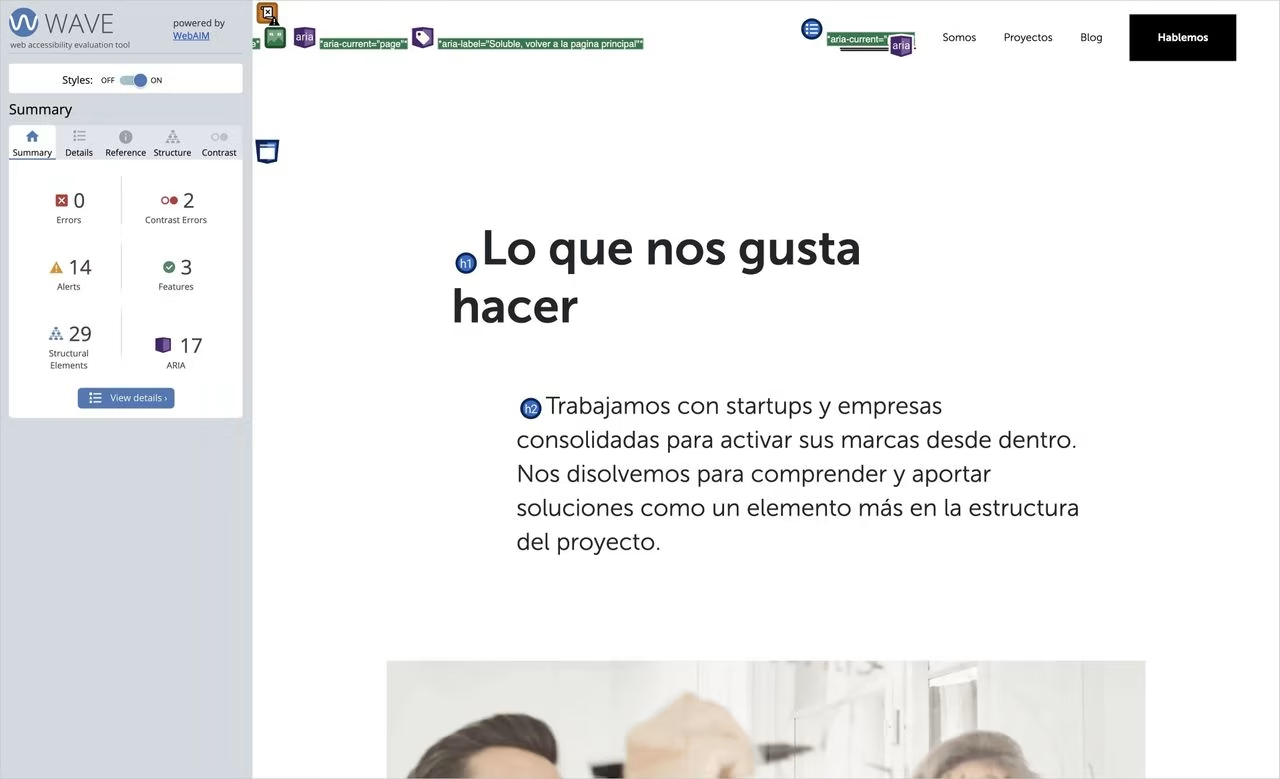 WAVE
web accessibility evaluation tool
powered by
WebAIM
Styles: OFF ON
Summary
Summary Details Reference Structure Contrast
0
Errors
2
Contrast Errors
14
Alerts
3
Features
29
Structural
Elements
17
ARIA
View details ›
aria
*aria-current="page"*
*aria-label="Soluble, volver a la pagina principal"*
*aria-current="
aria
Somos
Proyectos
Blog
Hablemos
h1 Lo que nos gusta
hacer
h2 Trabajamos con startups y empresas
consolidadas para activar sus marcas desde dentro.
Nos disolvemos para comprender y aportar
soluciones como un elemento más en la estructura
del proyecto.